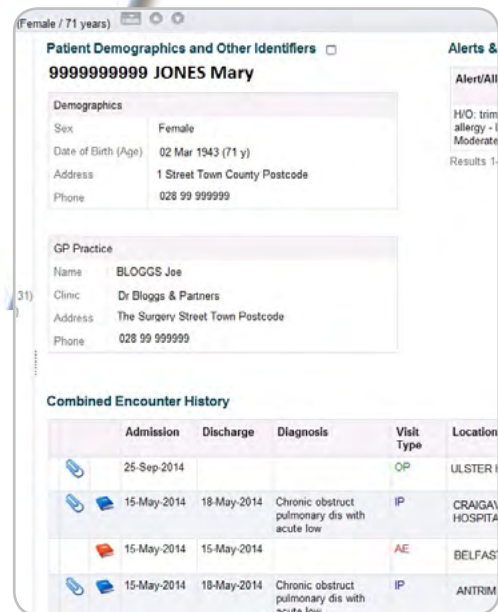 (Female / 71 years)
Patient Demographics and Other Identifiers
9999999999 JONES Mary
Demographics
Sex Female
Date of Birth (Age) 02 Mar 1943 (71 y)
Address 1 Street Town County Postcode
Phone 028 99 999999
GP Practice
Name BLOGGS Joe
Clinic Dr Bloggs & Partners
Address The Surgery Street Town Postcode
Phone 028 99 999999
31)
)
Alerts &
Alert/All
H/O: trim
allergy -
Moderate
Results 1-
Combined Encounter History
Admission Discharge Diagnosis Visit Type Location
25-Sep-2014 OP ULSTER
15-May-2014 18-May-2014 Chronic obstruct IP CRAIGAV
pulmonary dis with HOSPITA
acute low
15-May-2014 15-May-2014 AE BELFAS
15-May-2014 18-May-2014 Chronic obstruct IP ANTRIM
pulmonary dis with
acute low